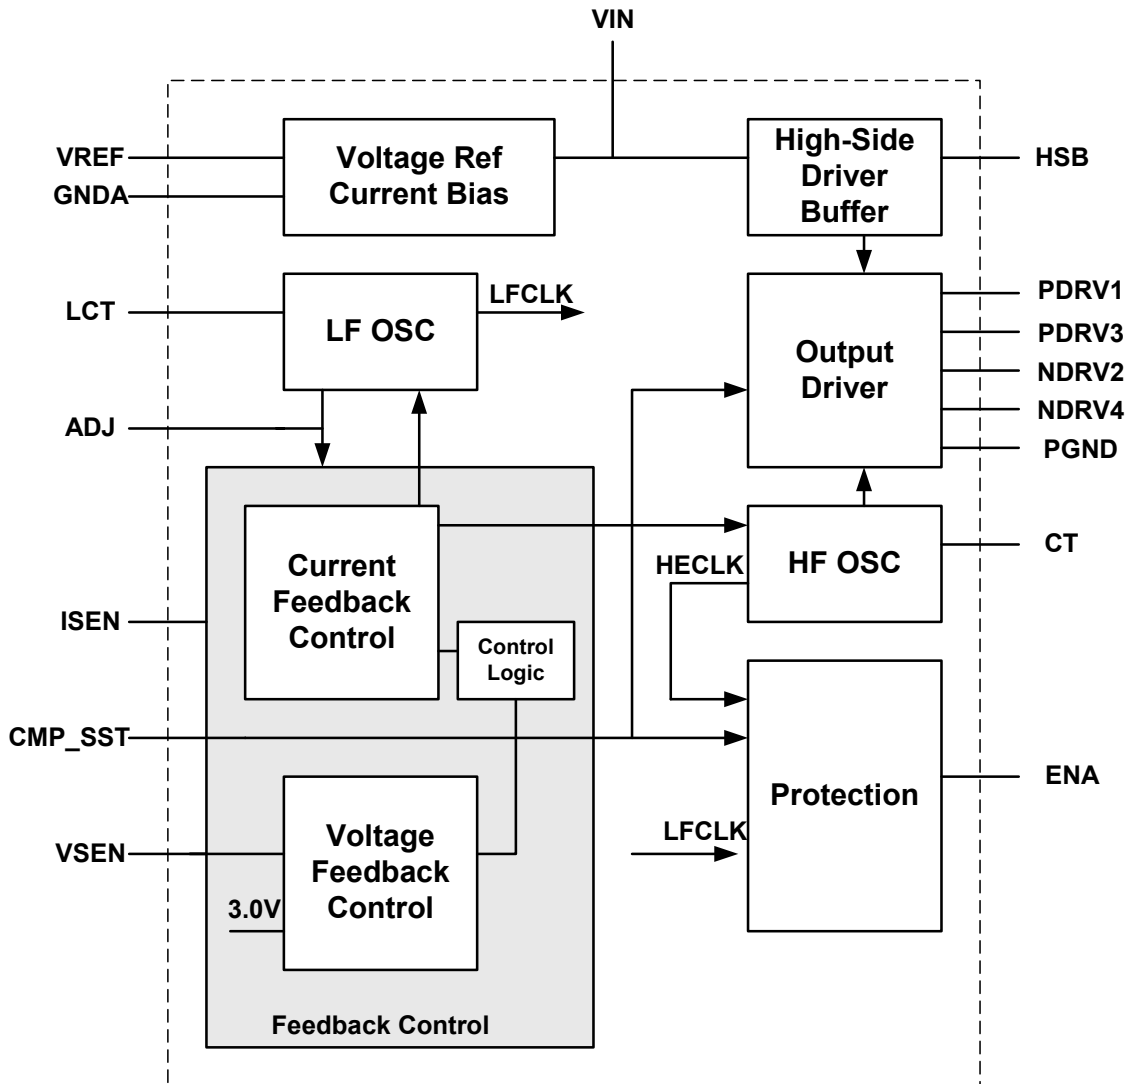 VIN
VREF
GNDA
Voltage Ref
Current Bias
High-Side
Driver
Buffer
HSB
LCT
LF OSC
LFCLK
ADJ
Output
Driver
PDRV1
PDRV3
NDRV2
NDRV4
PGND
Current
Feedback
Control
HECLK
HF OSC
CT
ISEN
Control
Logic
CMP_SST
VSEN
Voltage
Feedback
Control
3.0V
LFCLK
Protection
ENA
Feedback Control